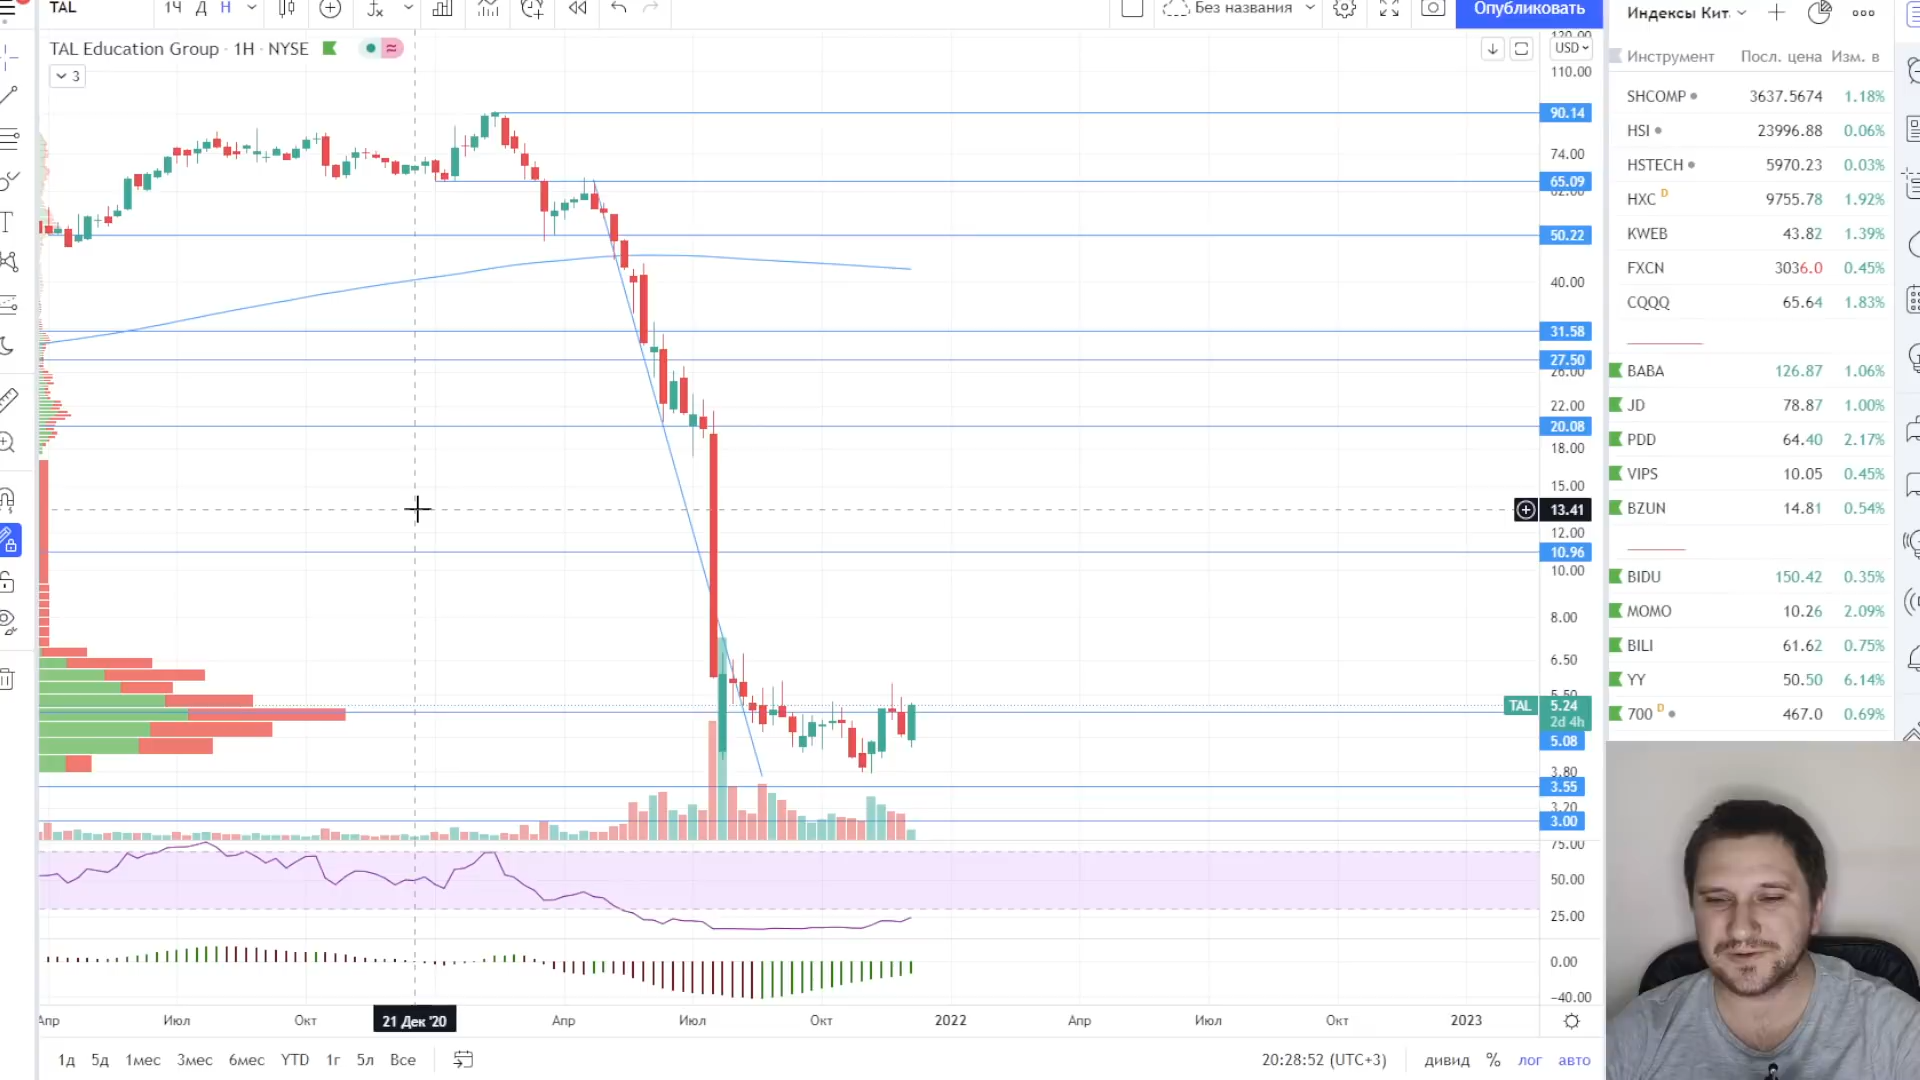 TAL
1Ч Д Н
Без названия
Опубликовать
TAL Education Group · 1Н · NYSE
3
USD
120.00
110.00
90.14
74.00
65.09
50.22
40.00
31.58
27.50
26.00
22.00
20.08
18.00
15.00
13.41
12.00
10.96
10.00
8.00
6.50
5.50
TAL 5.24
2d 4h
5.08
3.80
3.55
3.20
3.00
75.00
50.00
25.00
0.00
−40.00
Апр Июл Окт 21 Дек '20 Апр Июл Окт 2022 Апр Июл Окт 2023
1д 5д 1мес 3мес 6мес YTD 1г 5л Все
20:28:52 (UTC+3) дивид % лог авто
Индексы Кит.
Инструмент Посл. цена Изм. в
SHCOMP 3637.5674 1.18%
HSI 23996.88 0.06%
HSTECH 5970.23 0.03%
HXC D 9755.78 1.92%
KWEB 43.82 1.39%
FXCN 3036.0 0.45%
CQQQ 65.64 1.83%
BABA 126.87 1.06%
JD 78.87 1.00%
PDD 64.40 2.17%
VIPS 10.05 0.45%
BZUN 14.81 0.54%
BIDU 150.42 0.35%
MOMO 10.26 2.09%
BILI 61.62 0.75%
YY 50.50 6.14%
700 D 467.0 0.69%